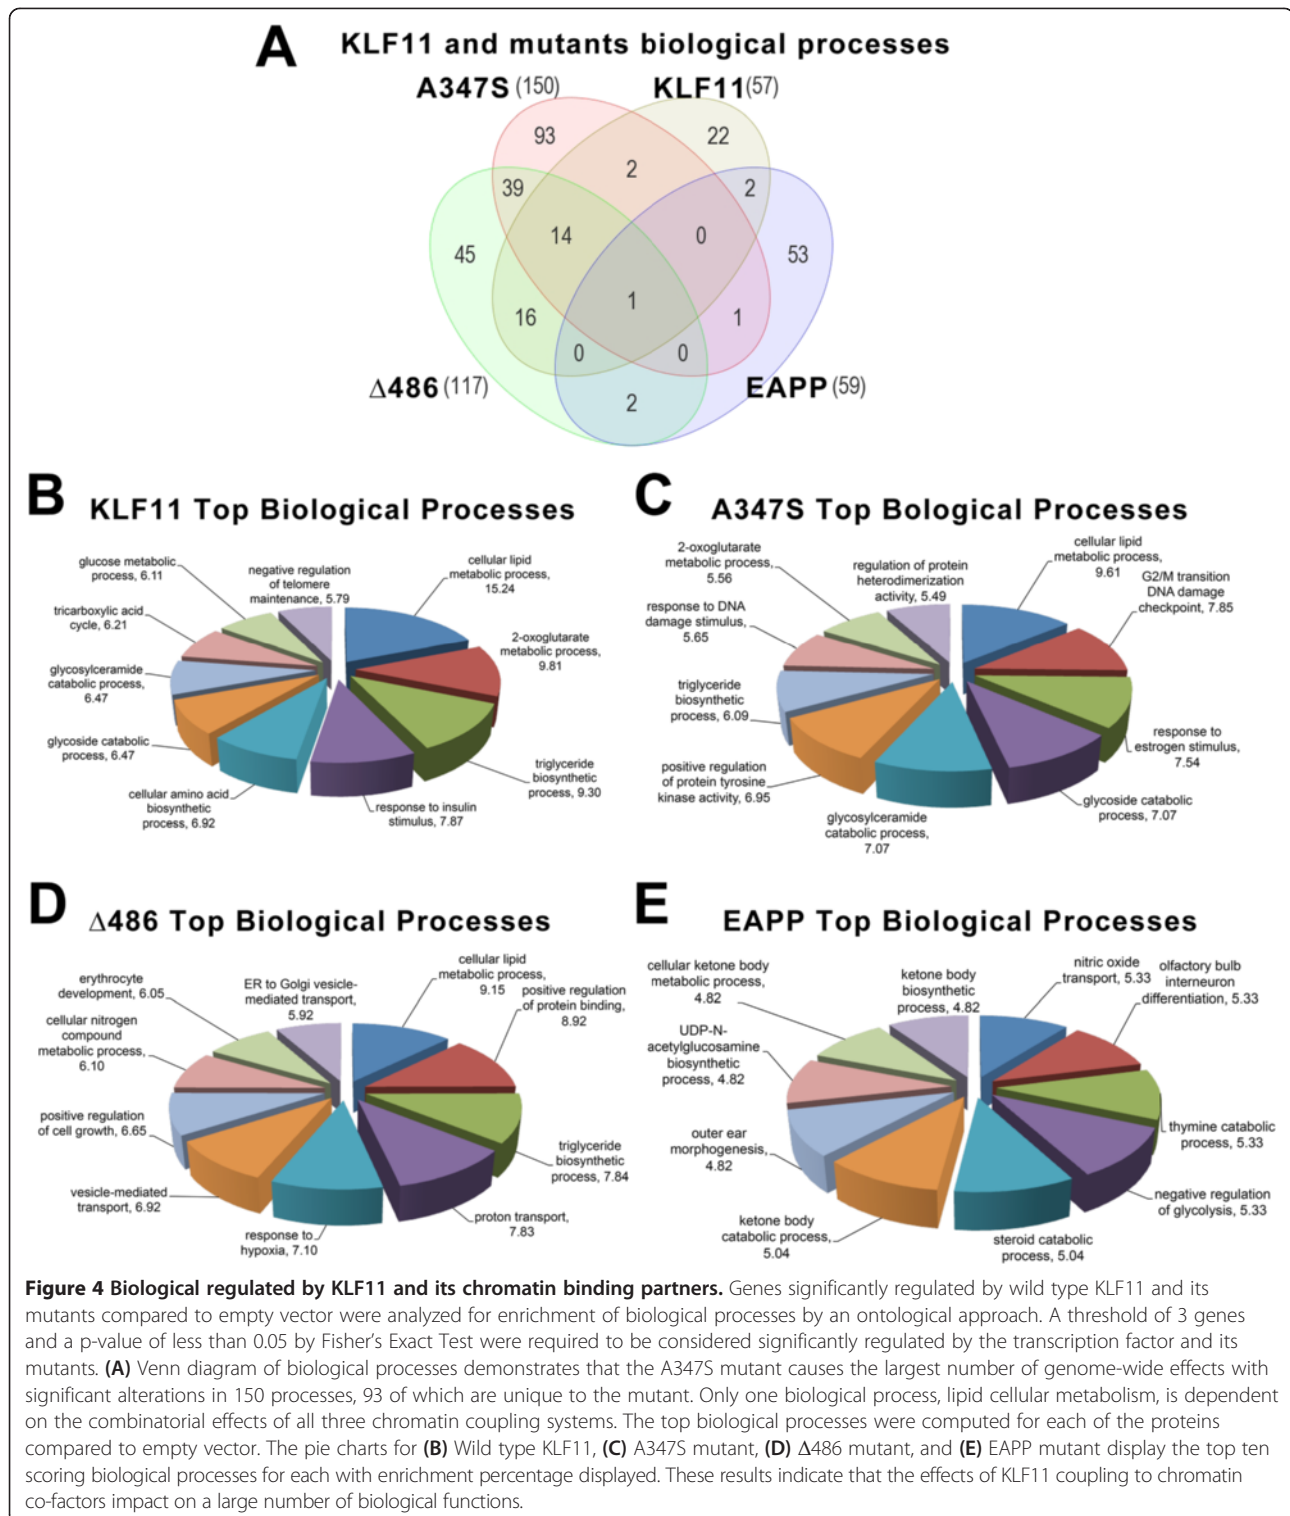 A KLF11 and mutants biological processes
A347S (150) KLF11(57)
93 22
2
39 2
14 0
45 53
1
16 1
0 0
Δ486 (117) EAPP (59)
2
B KLF11 Top Biological Processes
glucose metabolic
process, 6.11
negative regulation
of telomere
maintenance, 5.79
cellular lipid
metabolic process,
15.24
tricarboxylic acid
cycle, 6.21
2-oxoglutarate
metabolic process,
9.81
glycosylceramide
catabolic process,
6.47
glycoside catabolic
process, 6.47
triglyceride
biosynthetic
process, 9.30
cellular amino acid
biosynthetic
process, 6.92
response to insulin
stimulus, 7.87
C A347S Top Bological Processes
2-oxoglutarate
metabolic process,
5.56
regulation of protein
heterodimerization
activity, 5.49
cellular lipid
metabolic process,
9.61
G2/M transition
DNA damage
checkpoint, 7.85
response to DNA
damage stimulus,
5.65
triglyceride
biosynthetic
process, 6.09
response to
estrogen stimulus,
7.54
positive regulation
of protein tyrosine
kinase activity, 6.95
glycoside catabolic
process, 7.07
glycosylceramide
catabolic process,
7.07
D Δ486 Top Biological Processes
erythrocyte
development, 6.05
ER to Golgi vesicle-
mediated transport,
5.92
cellular lipid
metabolic process,
9.15
positive regulation
of protein binding,
8.92
cellular nitrogen
compound
metabolic process,
6.10
positive regulation
of cell growth, 6.65
triglyceride
biosynthetic
process, 7.84
vesicle-mediated
transport, 6.92
proton transport,
7.83
response to
hypoxia, 7.10
E EAPP Top Biological Processes
cellular ketone body
metabolic process,
4.82
ketone body
biosynthetic
process, 4.82
nitric oxide
transport, 5.33
olfactory bulb
interneuron
differentiation, 5.33
UDP-N-
acetylglucosamine
biosynthetic
process, 4.82
outer ear
morphogenesis,
4.82
thymine catabolic
process, 5.33
negative regulation
of glycolysis, 5.33
ketone body
catabolic process,
5.04
steroid catabolic
process, 5.04
Figure 4 Biological regulated by KLF11 and its chromatin binding partners. Genes significantly regulated by wild type KLF11 and its
mutants compared to empty vector were analyzed for enrichment of biological processes by an ontological approach. A threshold of 3 genes
and a p-value of less than 0.05 by Fisher's Exact Test were required to be considered significantly regulated by the transcription factor and its
mutants. (A) Venn diagram of biological processes demonstrates that the A347S mutant causes the largest number of genome-wide effects with
significant alterations in 150 processes, 93 of which are unique to the mutant. Only one biological process, lipid cellular metabolism, is dependent
on the combinatorial effects of all three chromatin coupling systems. The top biological processes were computed for each of the proteins
compared to empty vector. The pie charts for (B) Wild type KLF11, (C) A347S mutant, (D) Δ486 mutant, and (E) EAPP mutant display the top ten
scoring biological processes for each with enrichment percentage displayed. These results indicate that the effects of KLF11 coupling to chromatin
co-factors impact on a large number of biological functions.